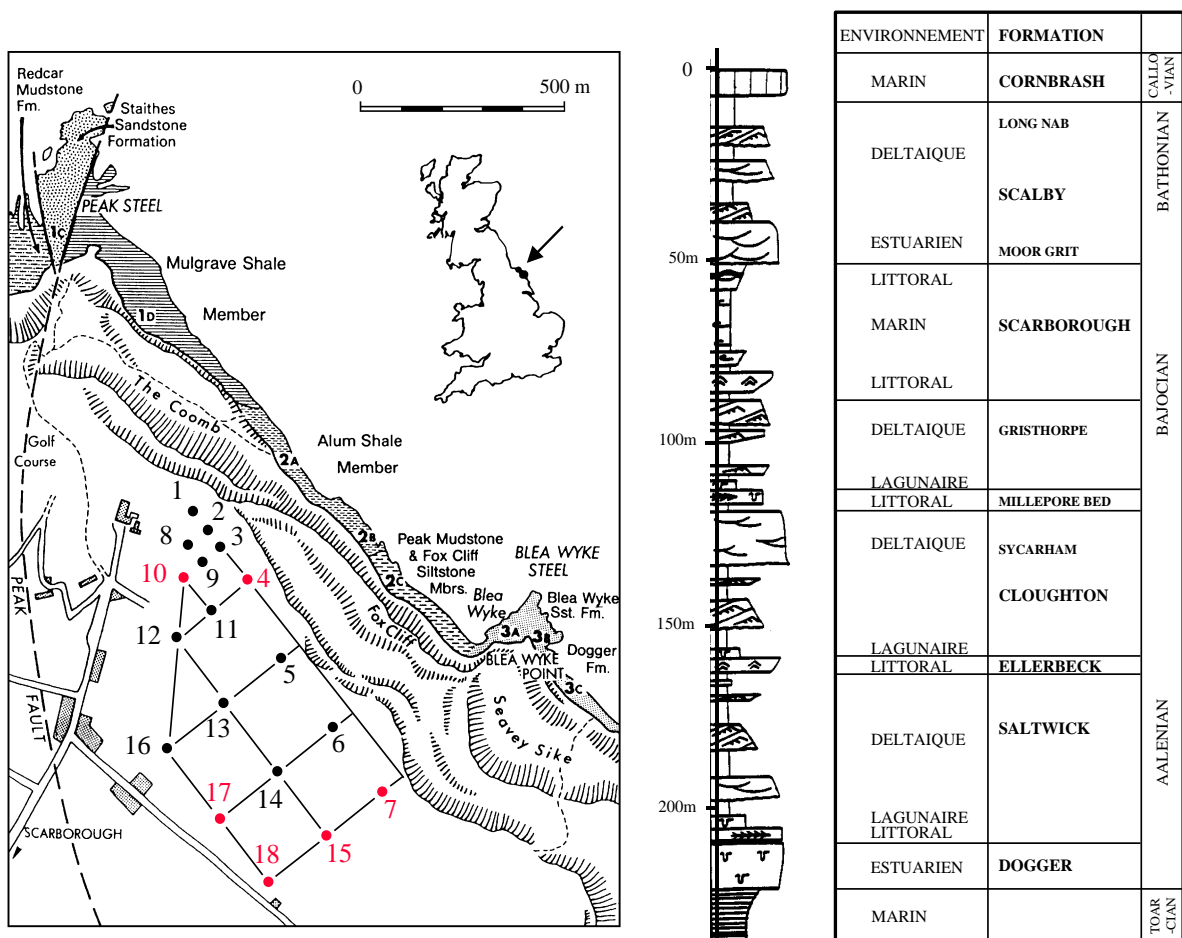 Redcar
Mudstone
Fm.
Staithes
Sandstone
Formation
0 500 m
PEAK STEEL
1C
Mulgrave Shale
Member
1D
The Coomb
Golf
Course
Alum Shale
Member
2A
1
2
8
3
9
10
4
11
12
2B
Peak Mudstone
& Fox Cliff
Siltstone
Mbrs.
2C
BLEA WYKE
STEEL
Blea
Wyke
Blea Wyke
Sst. Fm.
3A
3B
BLEA WYKE
POINT
Dogger
Fm.
3C
Fox Cliff
Seavey Sike
PEAK
FAULT
5
13
6
16
14
17
7
15
18
SCARBOROUGH
0
50m
100m
150m
200m
ENVIRONNEMENT FORMATION
MARIN CORNBRASH
CALLO
-VIAN
LONG NAB
DELTAIQUE
SCALBY
BATHONIAN
ESTUARIEN MOOR GRIT
LITTORAL
MARIN SCARBOROUGH
LITTORAL
BAJOCIAN
DELTAIQUE GRISTHORPE
LAGUNAIRE
LITTORAL MILLEPORE BED
DELTAIQUE SYCARHAM
CLOUGHTON
LAGUNAIRE
LITTORAL ELLERBECK
SALTWICK
DELTAIQUE
AALENIAN
LAGUNAIRE
LITTORAL
ESTUARIEN DOGGER
MARIN
TOAR
-CIAN